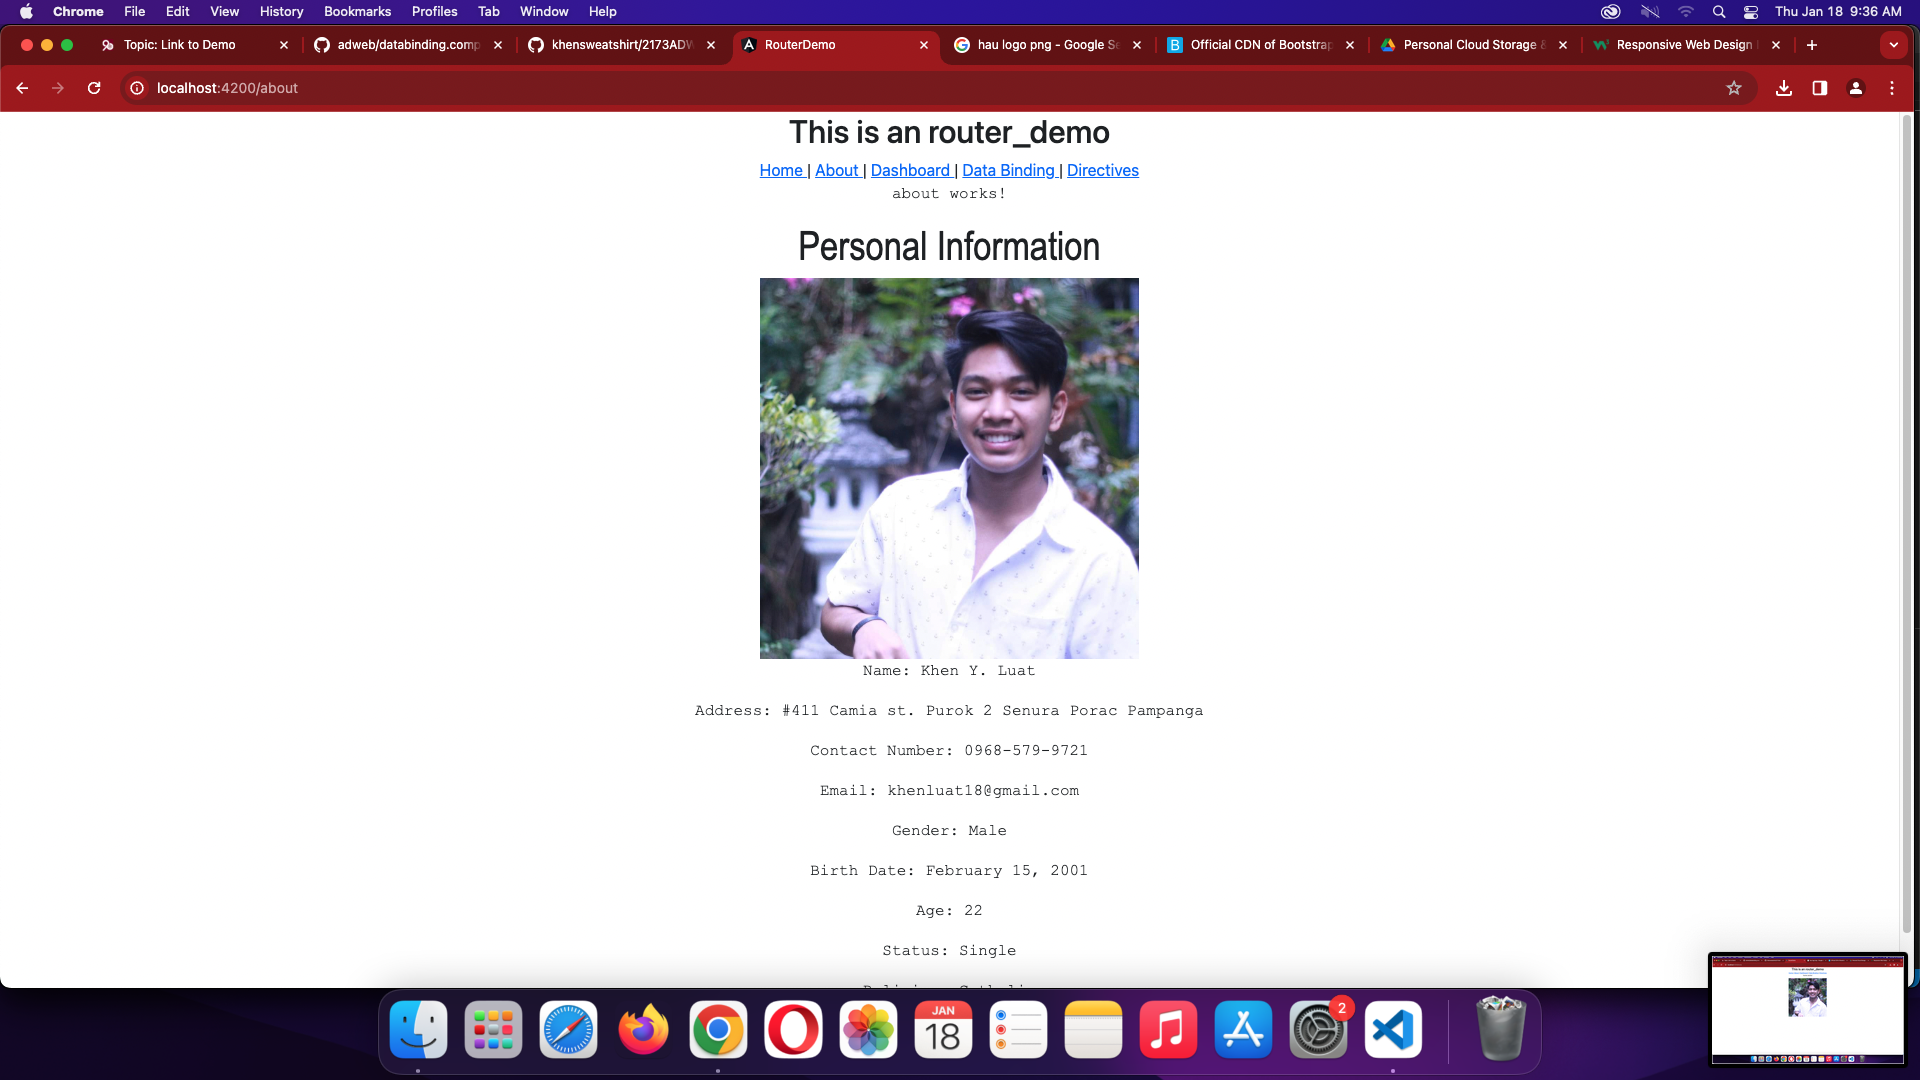 Chrome File Edit View History Bookmarks Profiles Tab Window Help Thu Jan 18 9:36 AM
Topic: Link to Demo
adweb/databinding.comp
khensweatshirt/2173ADW
RouterDemo
hau logo png - Google Se
Official CDN of Bootstrap
Personal Cloud Storage &
Responsive Web Design
localhost:4200/about
This is an router_demo
Home | About | Dashboard | Data Binding | Directives
about works!
Personal Information
Name: Khen Y. Luat
Address: #411 Camia st. Purok 2 Senura Porac Pampanga
Contact Number: 0968-579-9721
Email: khenluat18@gmail.com
Gender: Male
Birth Date: February 15, 2001
Age: 22
Status: Single
JAN
18
2